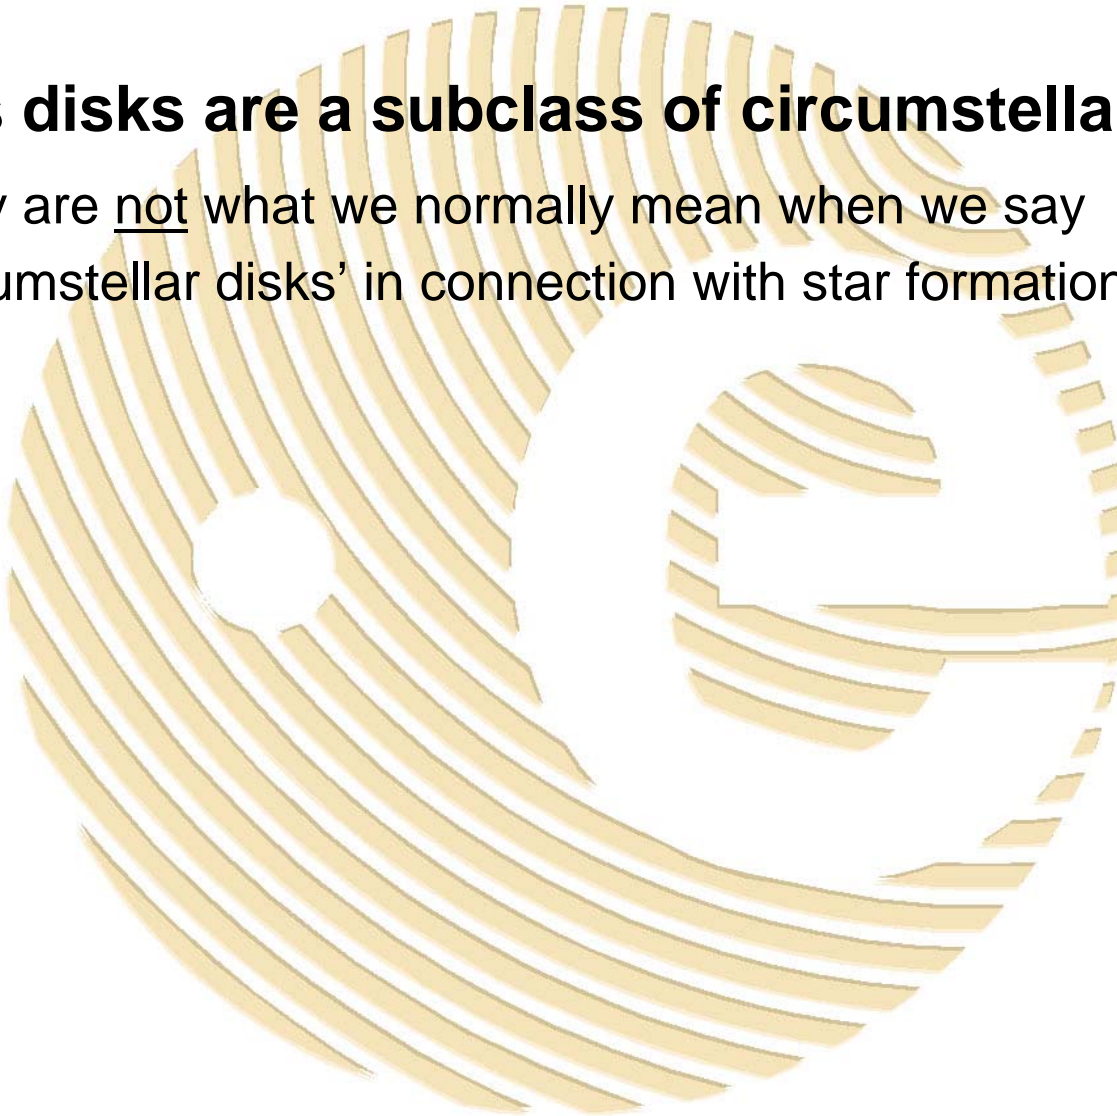 s disks are a subclass of circumstella
y are not what we normally mean when we say
umstellar disks’ in connection with star formation